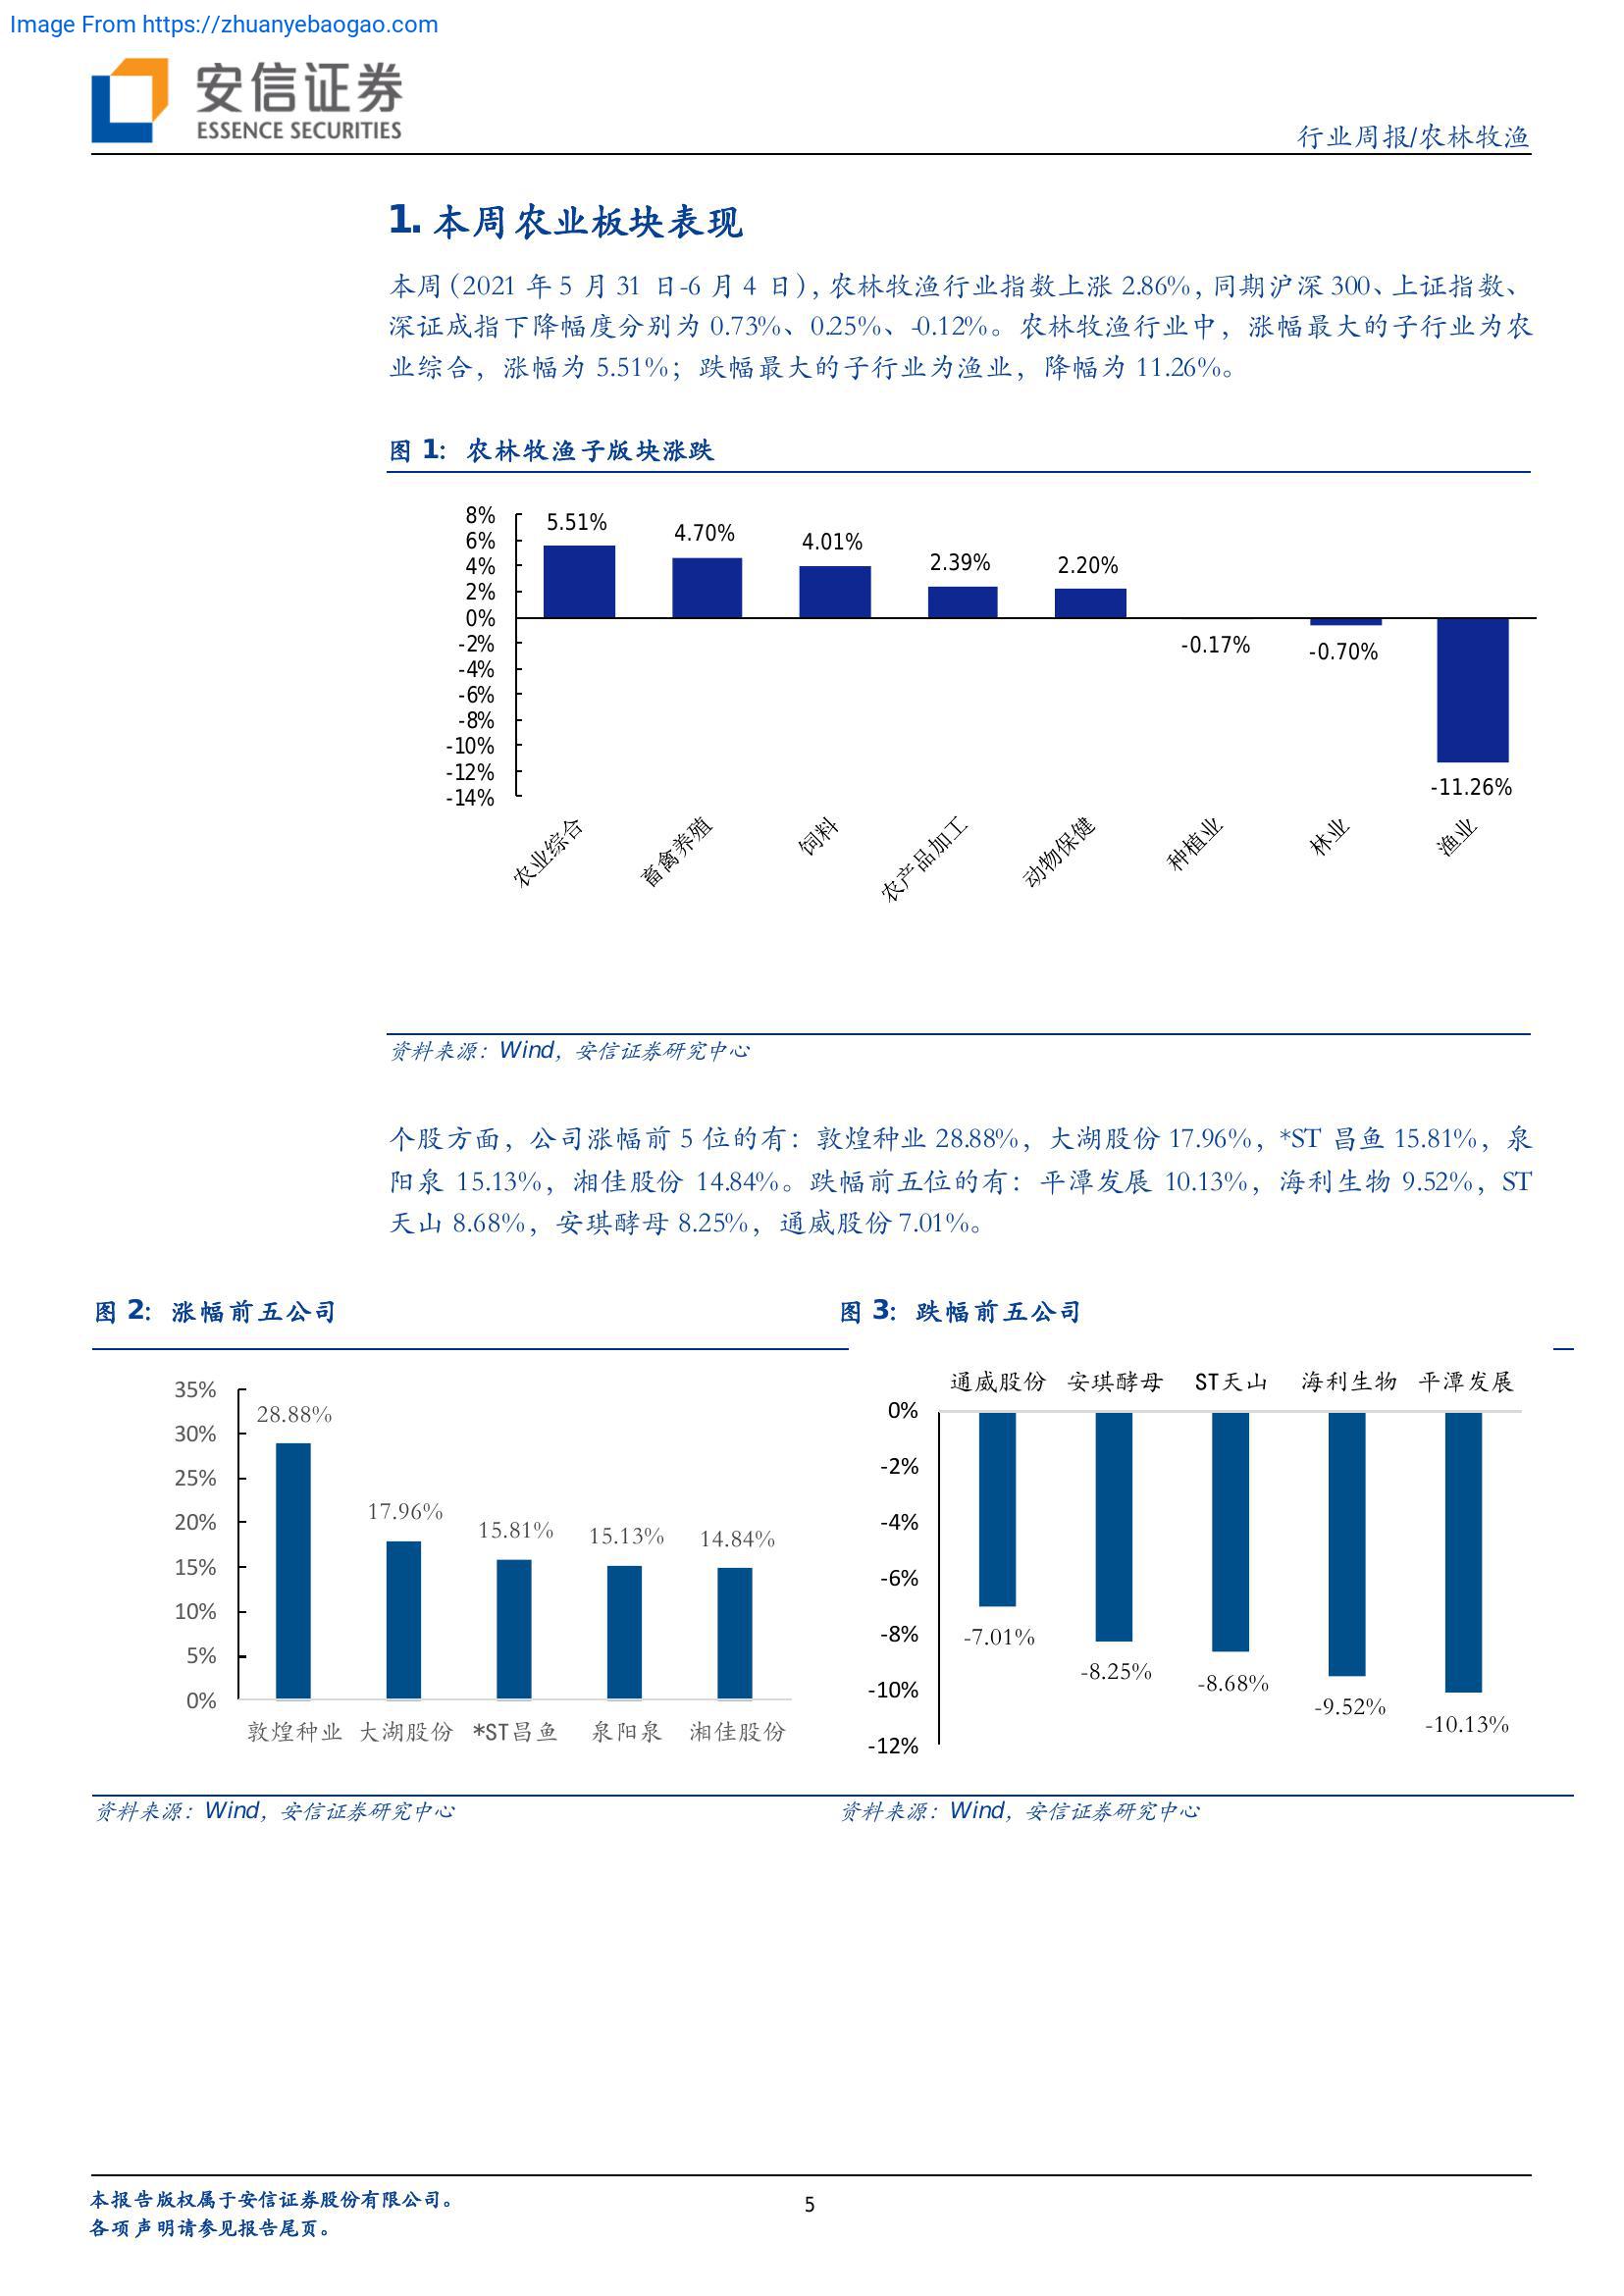 Image From https://zhuanyebaogao.com
安信证券
ESSENCE SECURITIES
行业周报/农林牧渔
1. 本周农业板块表现
本周（2021 年 5 月 31 日-6 月 4 日），农林牧渔行业指数上涨 2.86%，同期沪深 300、上证指数、
深证成指下降幅度分别为 0.73%、0.25%、-0.12%。农林牧渔行业中，涨幅最大的子行业为农
业综合，涨幅为 5.51%；跌幅最大的子行业为渔业，降幅为 11.26%。
图 1：农林牧渔子版块涨跌
8%
6%
4%
2%
0%
-2%
-4%
-6%
-8%
-10%
-12%
-14%
5.51%
4.70%
4.01%
2.39%
2.20%
-0.17%
-0.70%
-11.26%
农业综合
畜禽养殖
饲料
农产品加工
动物保健
种植业
林业
渔业
资料来源：Wind，安信证券研究中心
个股方面，公司涨幅前 5 位的有：敦煌种业 28.88%，大湖股份 17.96%，*ST 昌鱼 15.81%，泉
阳泉 15.13%，湘佳股份 14.84%。跌幅前五位的有：平潭发展 10.13%，海利生物 9.52%，ST
天山 8.68%，安琪酵母 8.25%，通威股份 7.01%。
图 2：涨幅前五公司
35%
30%
25%
20%
15%
10%
5%
0%
28.88%
17.96%
15.81%
15.13%
14.84%
敦煌种业 大湖股份 *ST昌鱼 泉阳泉 湘佳股份
资料来源：Wind，安信证券研究中心
图 3：跌幅前五公司
通威股份 安琪酵母 ST天山 海利生物 平潭发展
0%
-2%
-4%
-6%
-8%
-10%
-12%
-7.01%
-8.25%
-8.68%
-9.52%
-10.13%
资料来源：Wind，安信证券研究中心
本报告版权属于安信证券股份有限公司。
各项声明请参见报告尾页。
5